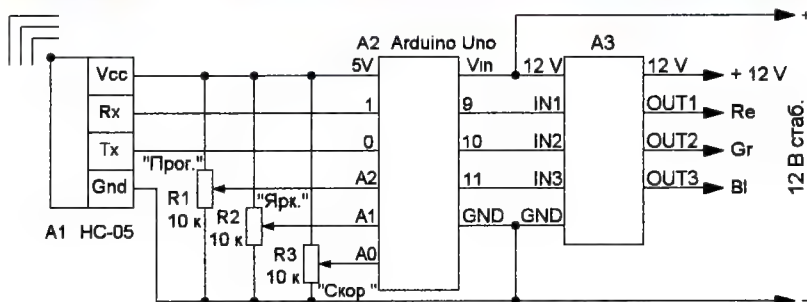 A2 Arduino Uno
A3
+
Vcc
5V
Vin
12 V
12 V
+ 12 V
Rx
1
9
IN1
OUT1
Re
Tx
0
10
IN2
OUT2
Gr
Gnd
"Прог."
A2
11
IN3
OUT3
Bl
R1
10 к
"Ярк."
A1
GND
GND
R2
10 к
A0
R3
10 к
"Скор "
A1 HC-05
12 В стаб.
-